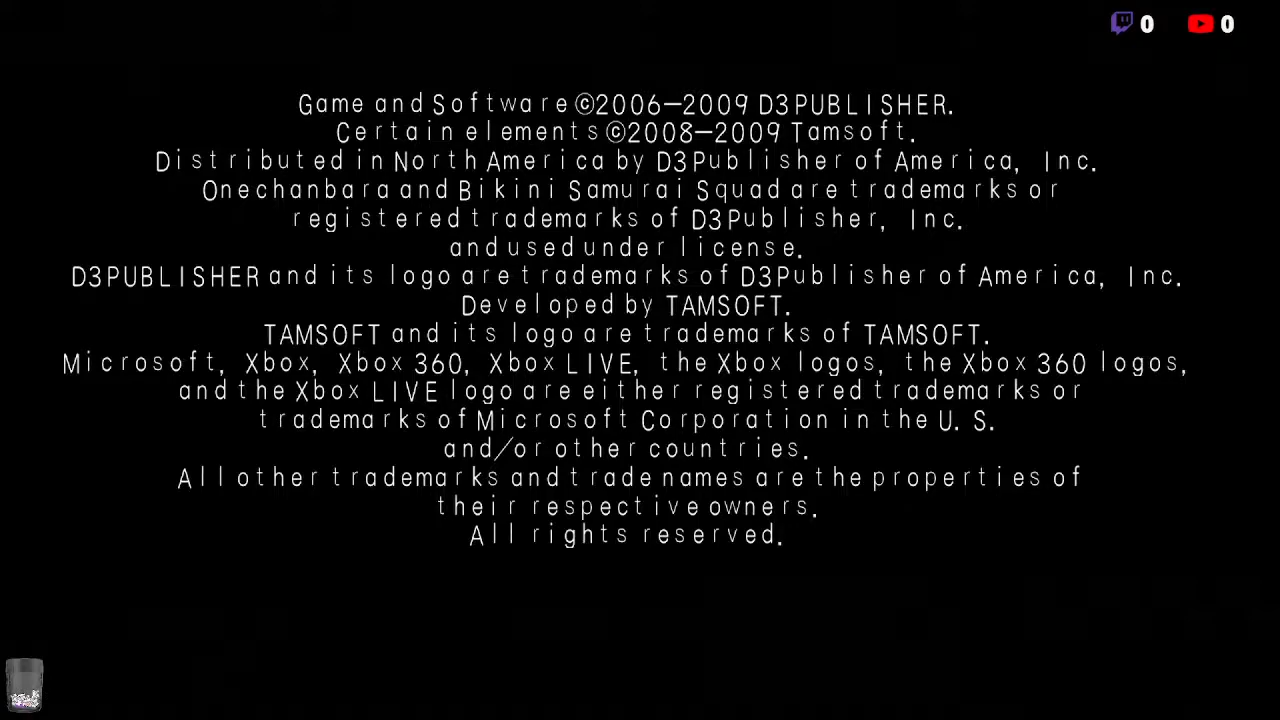 0 0
Game and Software ©2006-2009 D3PUBLISHER.
Certain elements ©2008-2009 Tamsoft.
Distributed in North America by D3Publisher of America, Inc.
Onechanbara and Bikini Samurai Squad are trademarks or
registered trademarks of D3Publisher, Inc.
and used under license.
D3PUBLISHER and its logo are trademarks of D3Publisher of America, Inc.
Developed by TAMSOFT.
TAMSOFT and its logo are trademarks of TAMSOFT.
Microsoft, Xbox, Xbox 360, Xbox LIVE, the Xbox logos, the Xbox 360 logos,
and the Xbox LIVE logo are either registered trademarks or
trademarks of Microsoft Corporation in the U.S.
and/or other countries.
All other trademarks and trade names are the properties of
their respective owners.
All rights reserved.